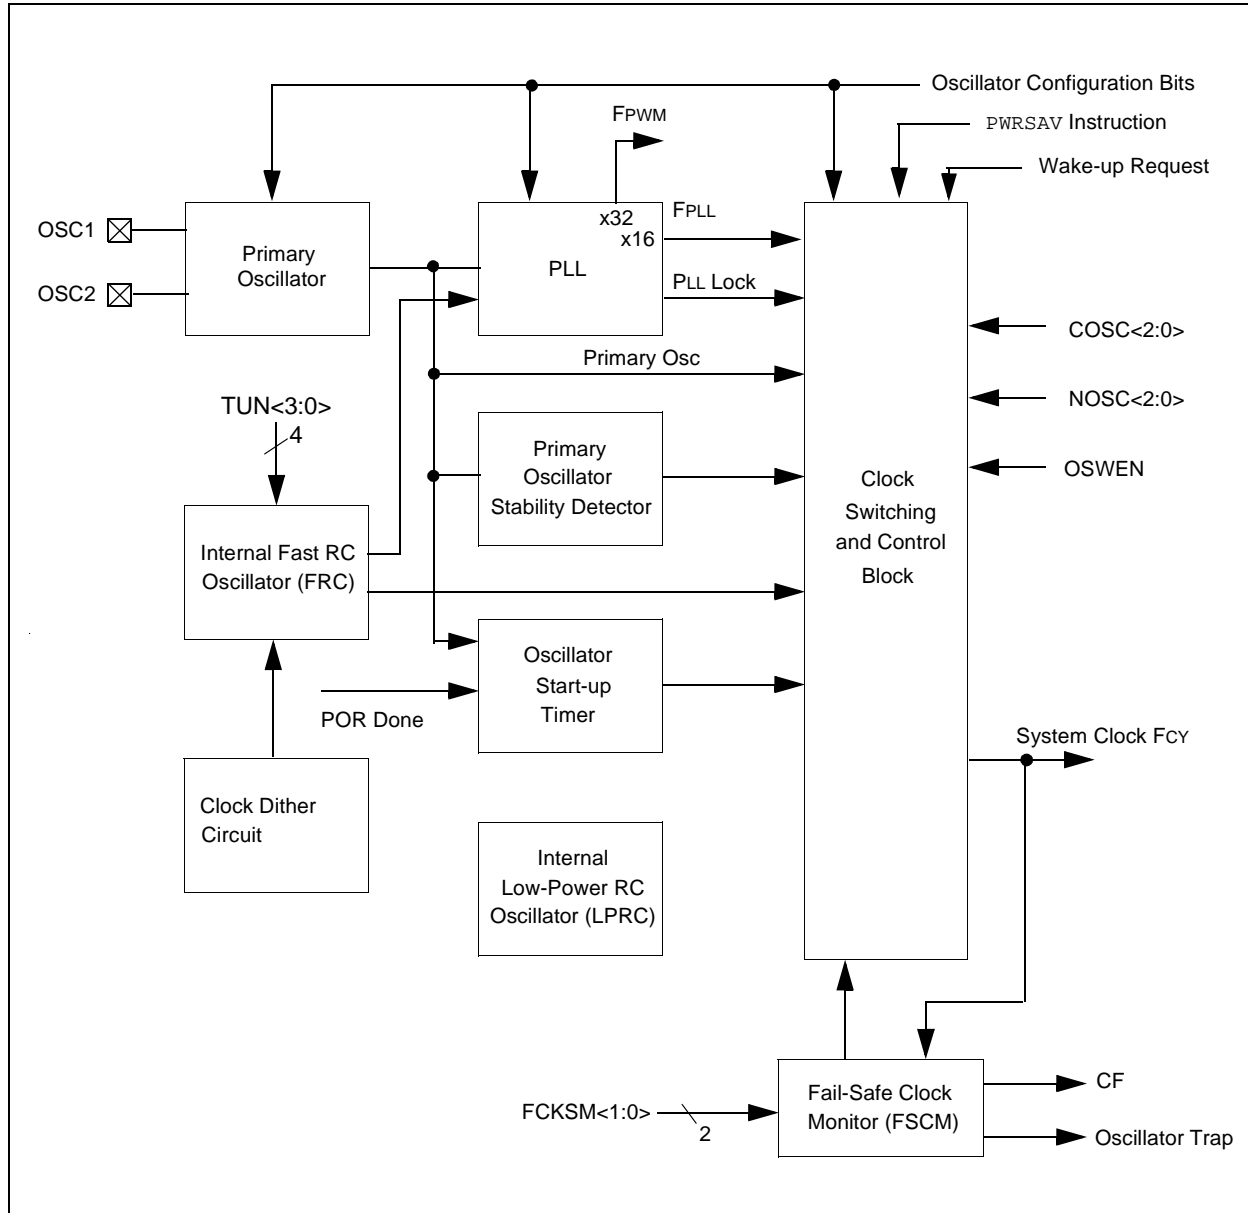 Oscillator Configuration Bits
FPWM
PWRSAV Instruction
Wake-up Request
x32
FPLL
OSC1
x16
Primary
Oscillator
PLL
OSC2
PLL Lock
COSC<2:0>
Primary Osc
NOSC<2:0>
TUN<3:0>
4
Primary
Oscillator
Stability Detector
OSWEN
Clock
Switching
and Control
Block
Internal Fast RC
Oscillator (FRC)
Oscillator
Start-up
Timer
POR Done
System Clock FCY
Clock Dither
Circuit
Internal
Low-Power RC
Oscillator (LPRC)
Fail-Safe Clock
Monitor (FSCM)
CF
FCKSM<1:0>
2
Oscillator Trap